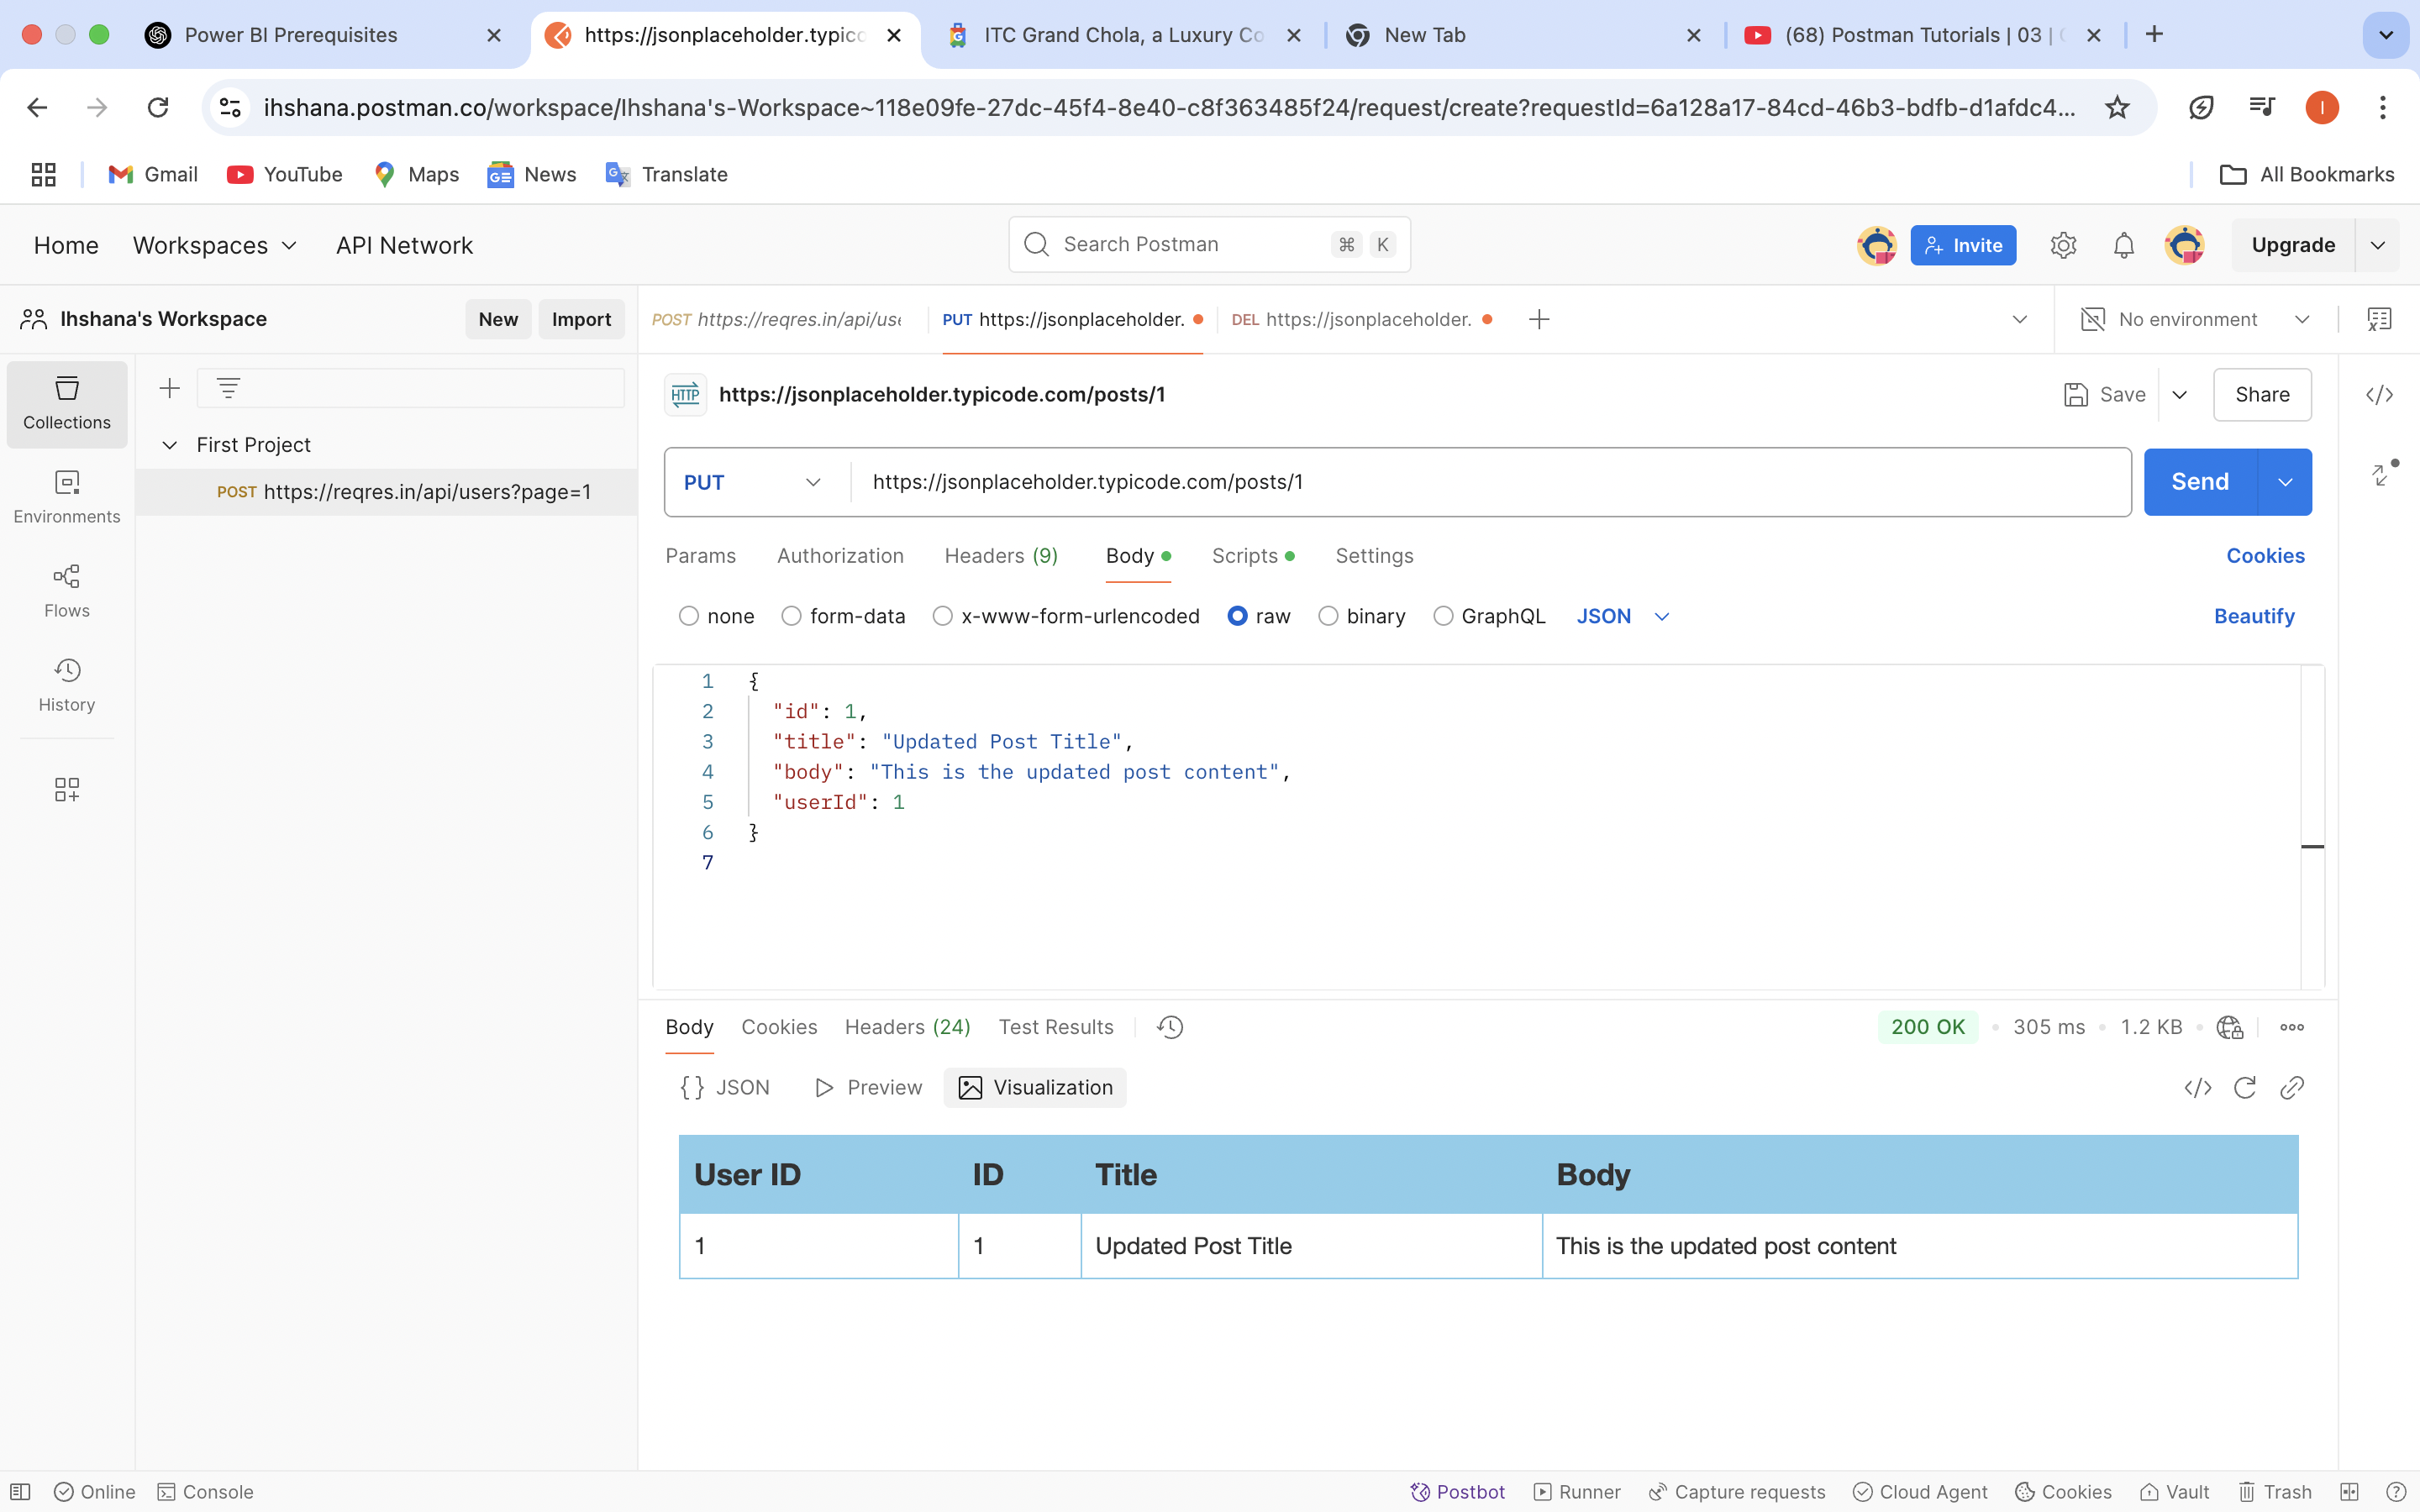 Power BI Prerequisites
https://jsonplaceholder.typico
ITC Grand Chola, a Luxury Co
New Tab
(68) Postman Tutorials | 03 |
ihshana.postman.co/workspace/Ihshana's-Workspace~118e09fe-27dc-45f4-8e40-c8f363485f24/request/create?requestId=6a128a17-84cd-46b3-bdfb-d1afdc4...
I
Gmail
YouTube
Maps
News
Translate
All Bookmarks
Home
Workspaces
API Network
Search Postman
⌘ K
Invite
Upgrade
Ihshana's Workspace
New
Import
POST https://reqres.in/api/use
PUT https://jsonplaceholder.
DEL https://jsonplaceholder.
No environment
Collections
Environments
Flows
History
First Project
POST https://reqres.in/api/users?page=1
HTTP
https://jsonplaceholder.typicode.com/posts/1
Save
Share
PUT
https://jsonplaceholder.typicode.com/posts/1
Send
Params
Authorization
Headers (9)
Body
Scripts
Settings
Cookies
none
form-data
x-www-form-urlencoded
raw
binary
GraphQL
JSON
Beautify
1 {
2 "id": 1,
3 "title": "Updated Post Title",
4 "body": "This is the updated post content",
5 "userId": 1
6 }
7
Body
Cookies
Headers (24)
Test Results
200 OK
305 ms
1.2 KB
{} JSON
Preview
Visualization
User ID ID Title Body
1 1 Updated Post Title This is the updated post content
Online
Console
Postbot
Runner
Capture requests
Cloud Agent
Cookies
Vault
Trash